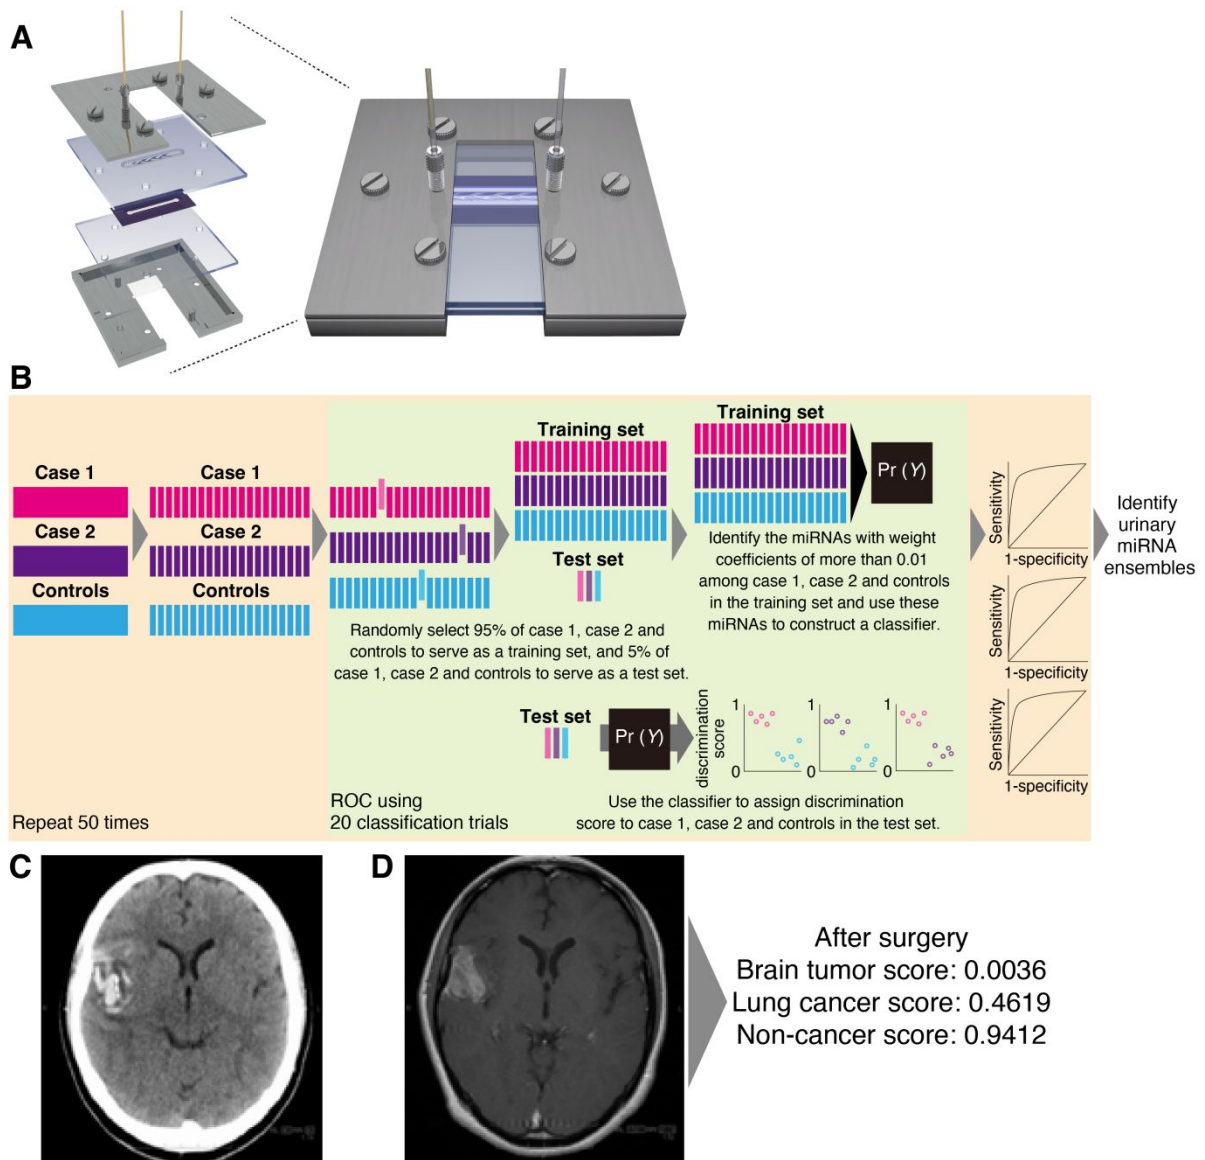 A
B
Case 1
Case 2
Controls
Case 1
Case 2
Controls
Repeat 50 times
Randomly select 95% of case 1, case 2 and
controls to serve as a training set, and 5% of
case 1, case 2 and controls to serve as a test set.
Training set
Test set
Training set
Pr (Y)
Identify the miRNAs with weight
coefficients of more than 0.01
among case 1, case 2 and controls
in the training set and use these
miRNAs to construct a classifier.
Test set
Pr (Y)
discrimination
score
1
0
1
0
1
0
ROC using
20 classification trials
Use the classifier to assign discrimination
score to case 1, case 2 and controls in the test set.
Sensitivity
1-specificity
Sensitivity
1-specificity
Sensitivity
1-specificity
Identify
urinary
miRNA
ensembles
C
D
After surgery
Brain tumor score: 0.0036
Lung cancer score: 0.4619
Non-cancer score: 0.9412